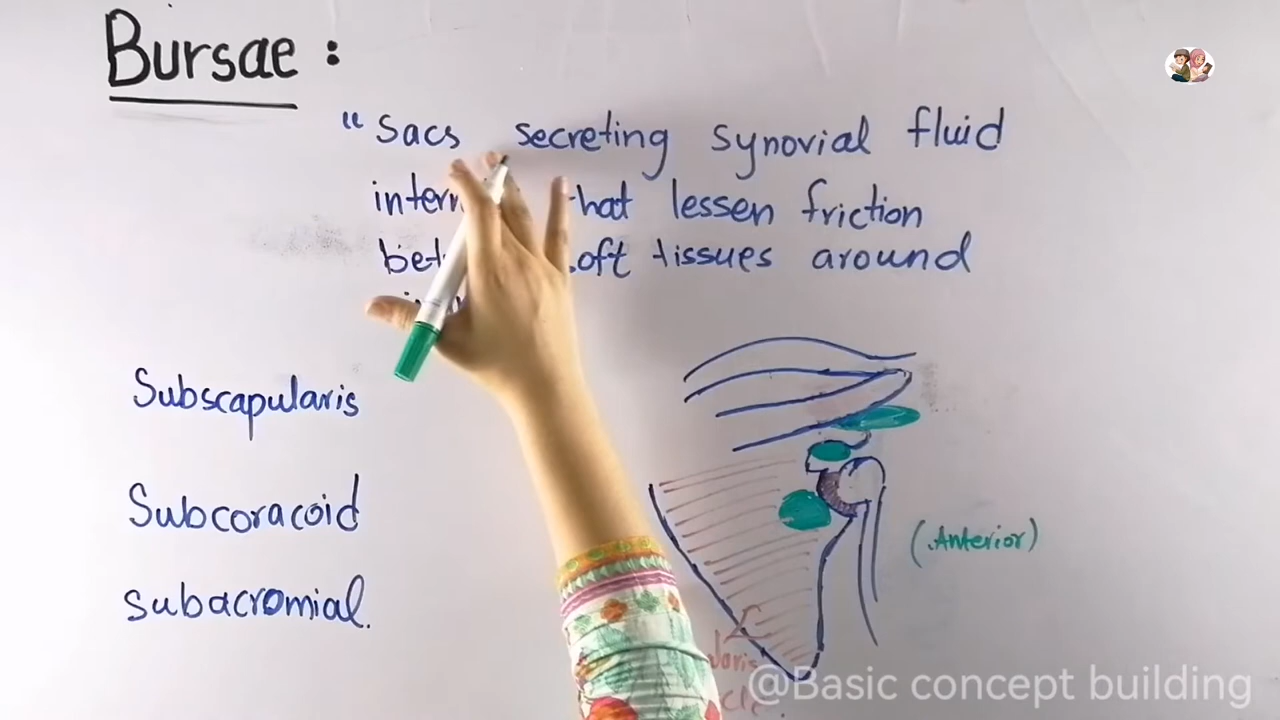 Bursae :
"Sacs secreting synovial fluid
that lessen friction
tissues around
Subscapularis
Subcoracoid
subacromial.
(.Anterior)
@Basic concept building